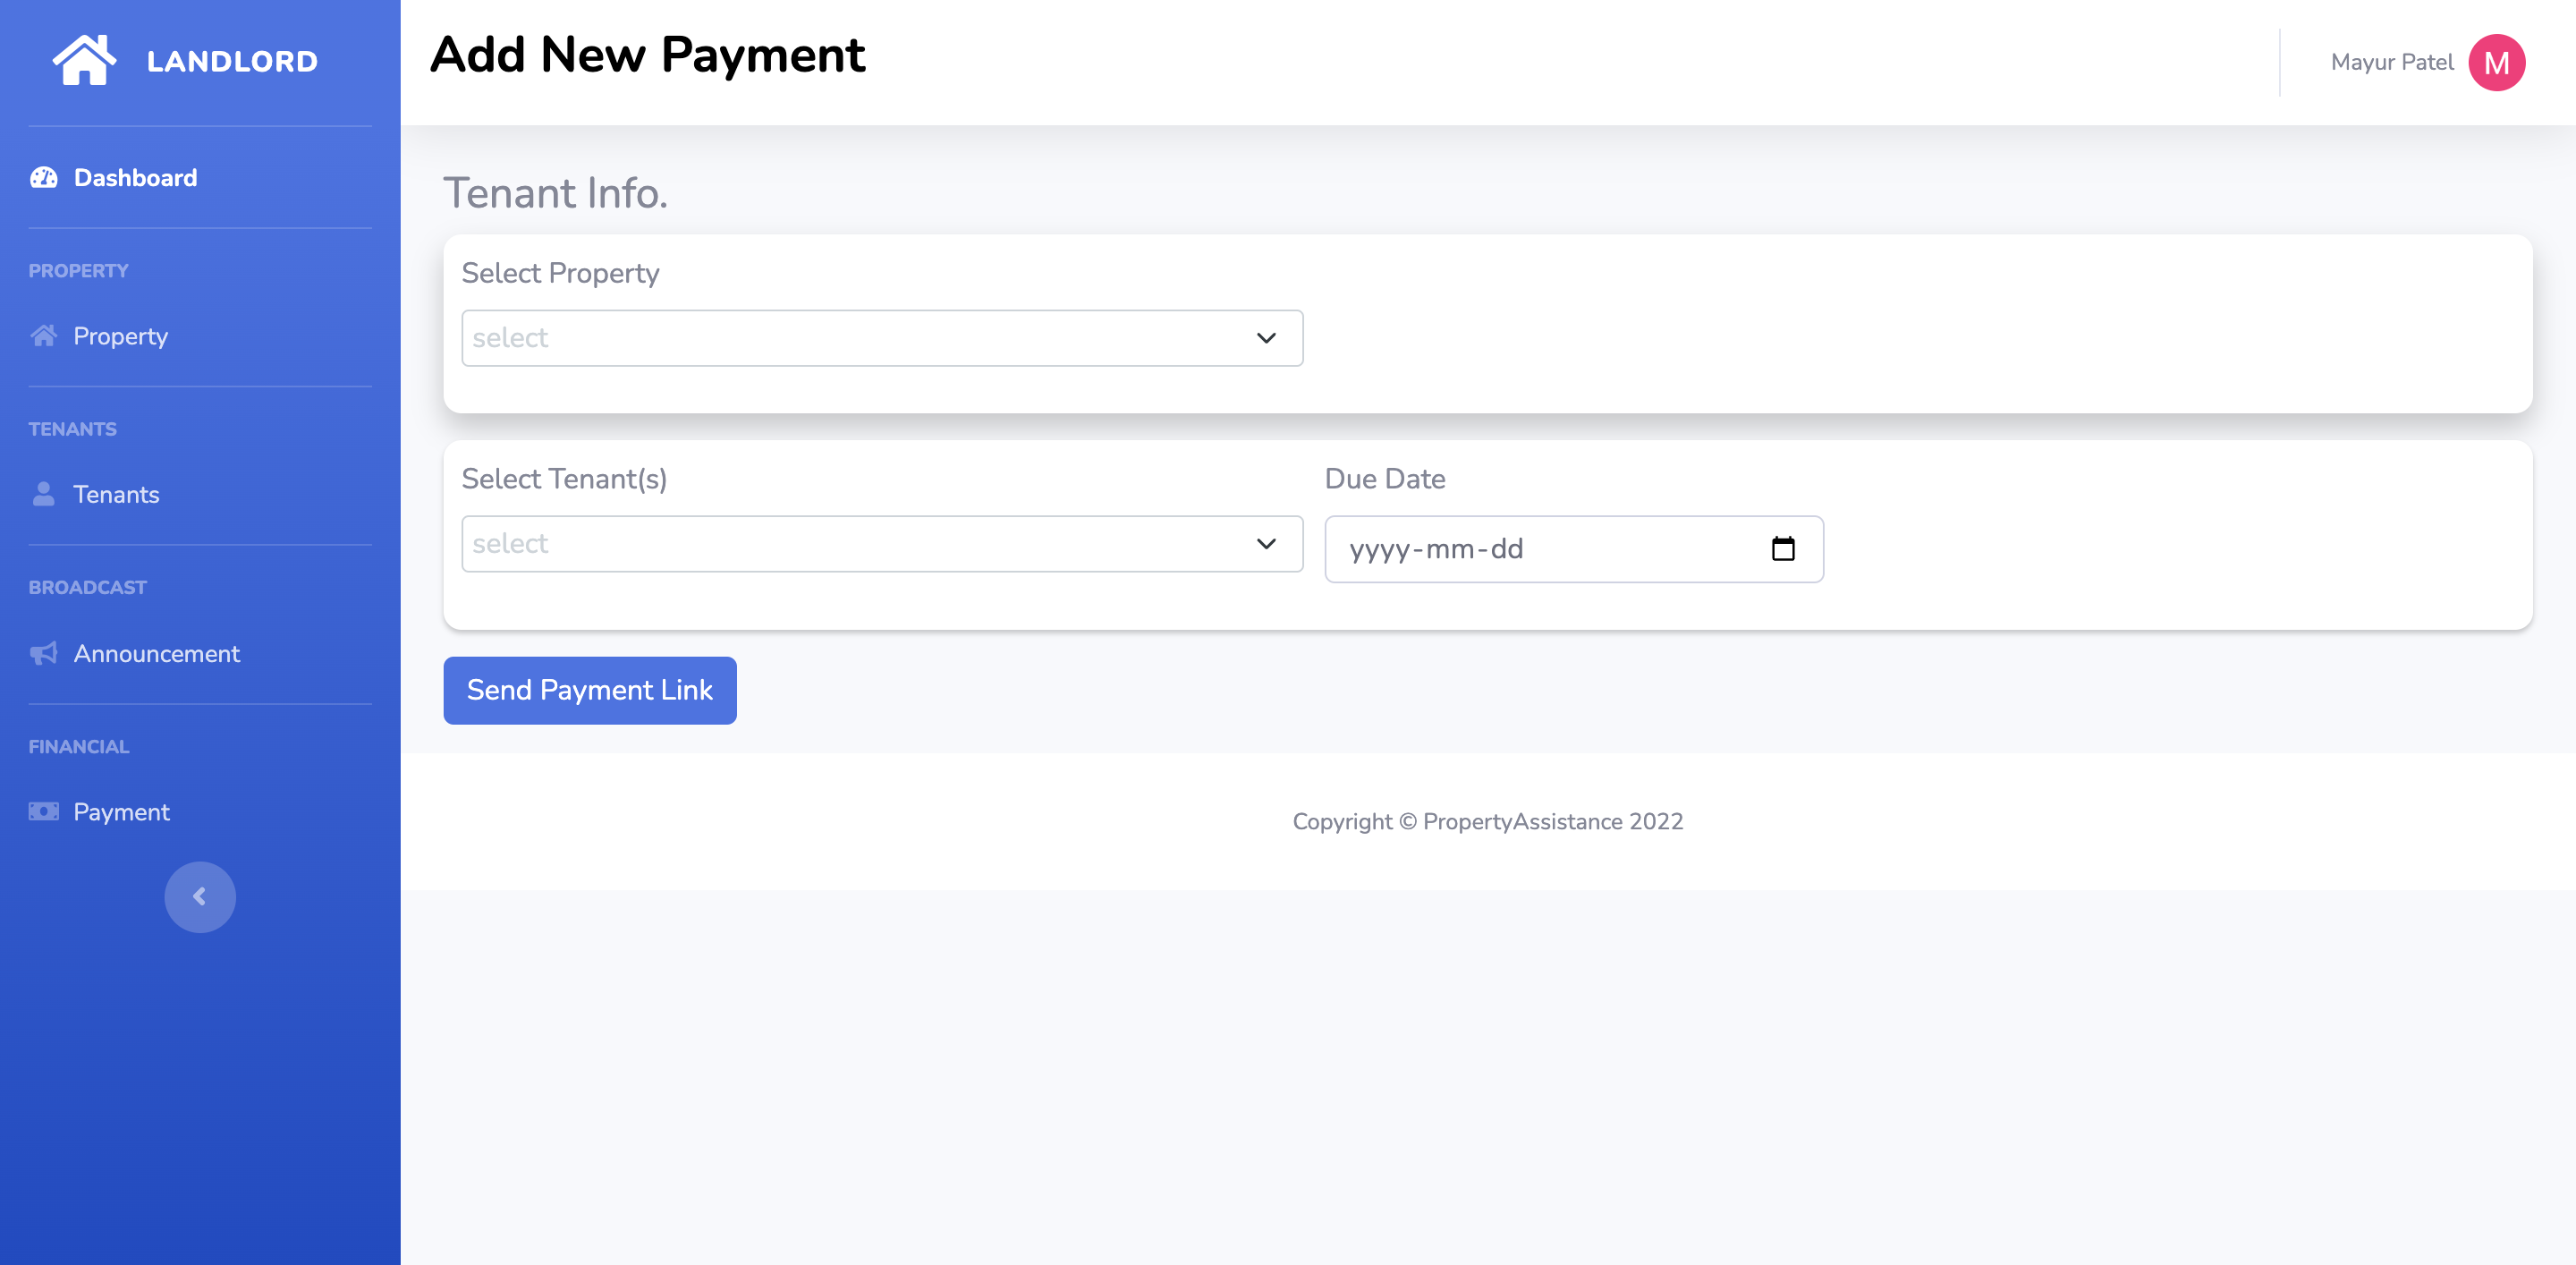 LANDLORD
Dashboard
PROPERTY
Property
TENANTS
Tenants
BROADCAST
Announcement
FINANCIAL
Payment
Add New Payment
Mayur Patel
M
Tenant Info.
Select Property
select
Select Tenant(s)
Due Date
select
yyyy-mm-dd
Send Payment Link
Copyright © PropertyAssistance 2022